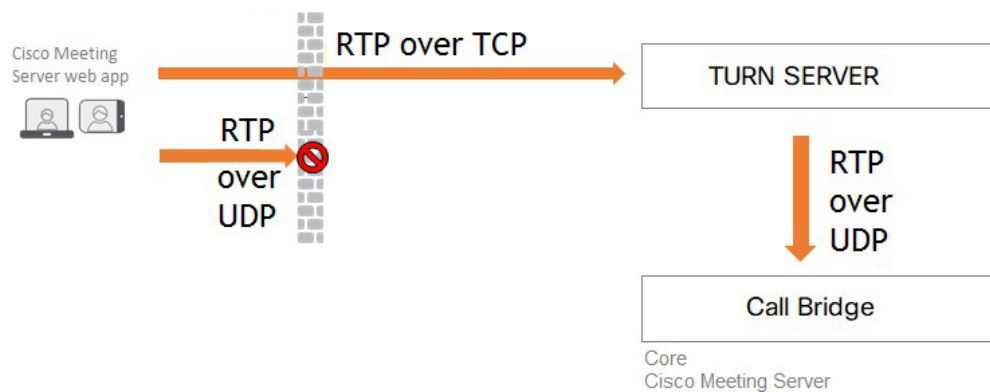 Cisco Meeting
Server web app
RTP over TCP
TURN SERVER
RTP
over
UDP
RTP
over
UDP
Call Bridge
Core
Cisco Meeting Server